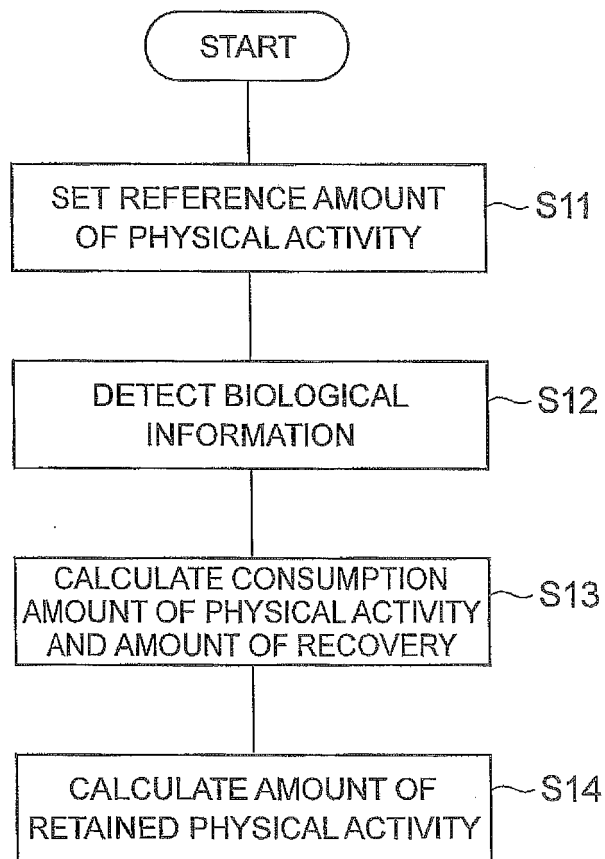 START
SET REFERENCE AMOUNT
OF PHYSICAL ACTIVITY
S11
DETECT BIOLOGICAL
INFORMATION
S12
CALCULATE CONSUMPTION
AMOUNT OF PHYSICAL ACTIVITY
AND AMOUNT OF RECOVERY
S13
CALCULATE AMOUNT OF
RETAINED PHYSICAL ACTIVITY
S14